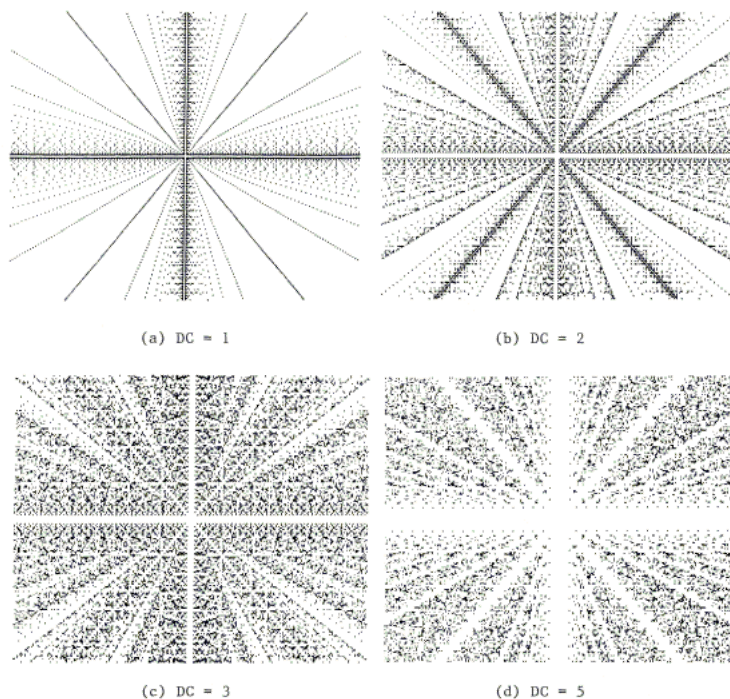 (a) DC = 1
(b) DC = 2
(c) DC = 3
(d) DC = 5